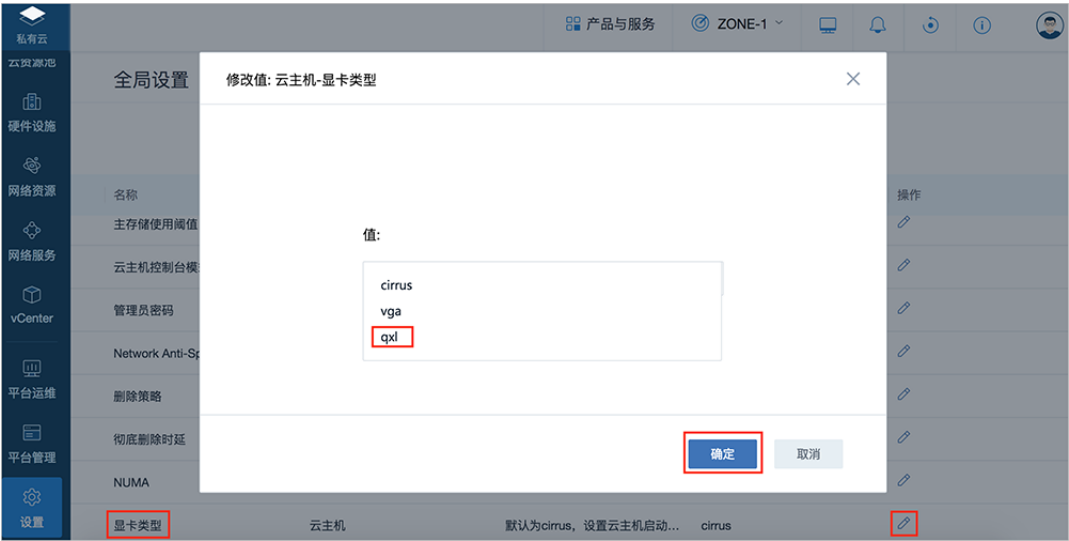 私有云
产品与服务
ZONE-1
云资源池
硬件设施
网络资源
网络服务
vCenter
平台运维
平台管理
设置
全局设置
修改值: 云主机-显卡类型
值:
cirrus
vga
qxl
确定
取消
名称
操作
主存储使用阈值
云主机控制台模
管理员密码
Network Anti-Sp
删除策略
彻底删除时延
NUMA
显卡类型 云主机 默认为cirrus，设置云主机启动... cirrus